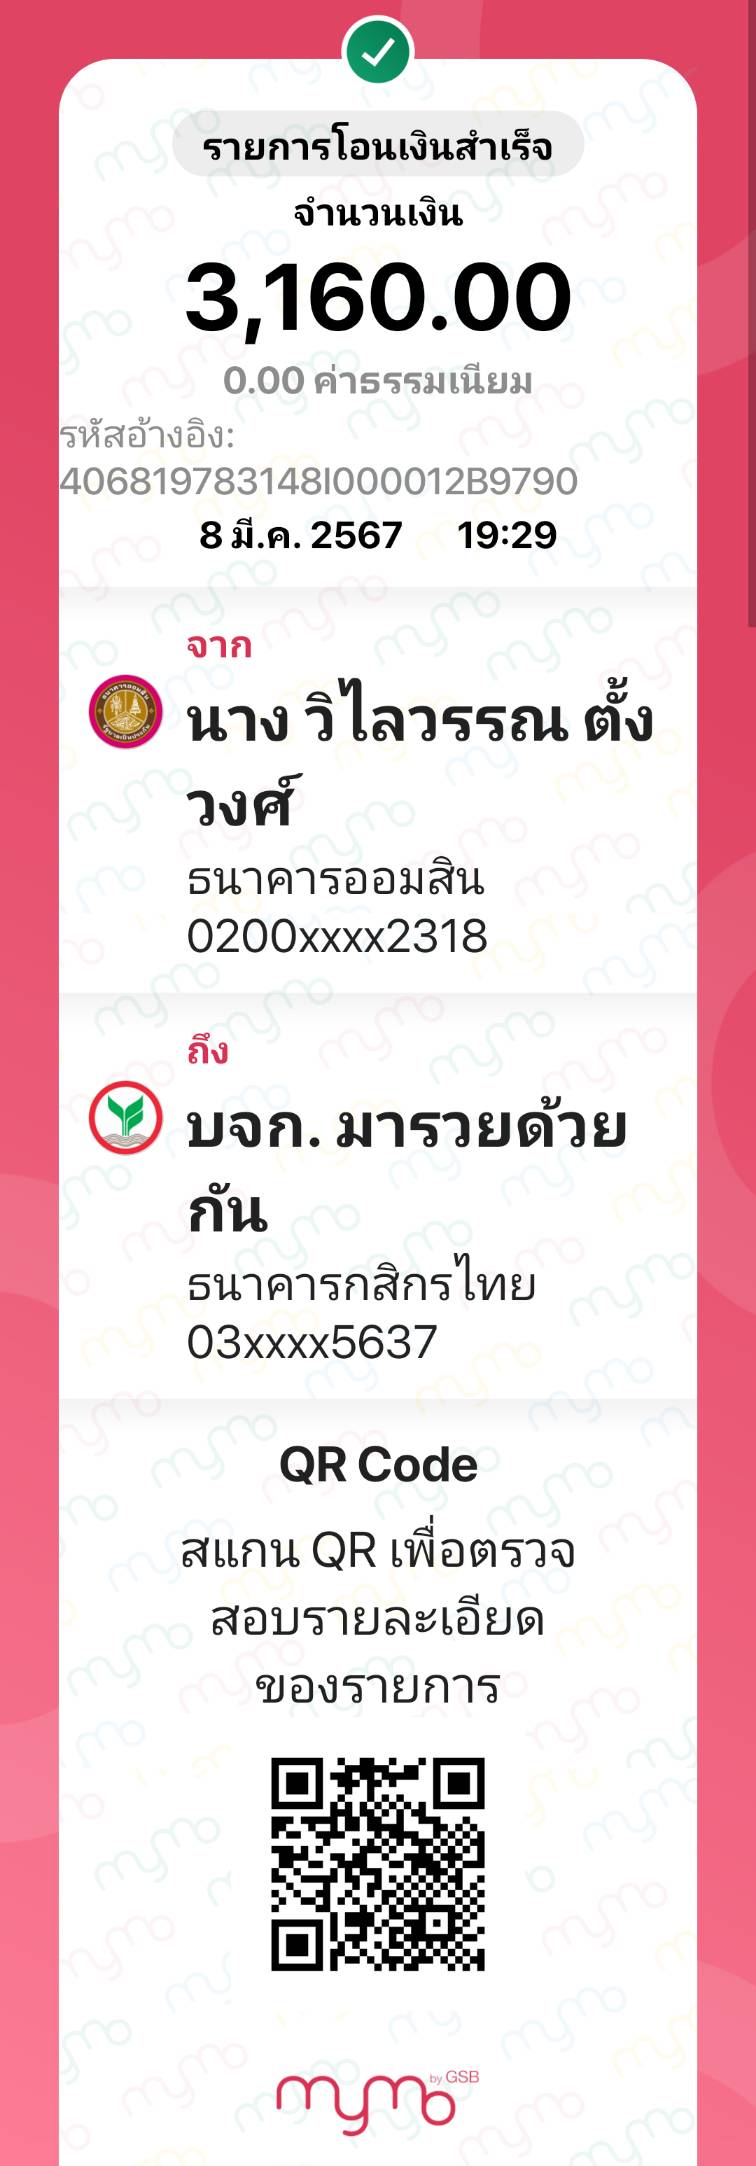 รายการโอนเงินสำเร็จ
จำนวนเงิน
3,160.00
0.00 ค่าธรรมเนียม
รหัสอ้างอิง:
406819783148I000012B9790
8 มี.ค. 2567 19:29
จาก
นาง วิไลวรรณ ตั้ง
วงศ์
ธนาคารออมสิน
0200xxxx2318
ถึง
บจก. มารวยด้วย
กัน
ธนาคารกสิกรไทย
03xxxx5637
QR Code
สแกน QR เพื่อตรวจ
สอบรายละเอียด
ของรายการ
mymo by GSB